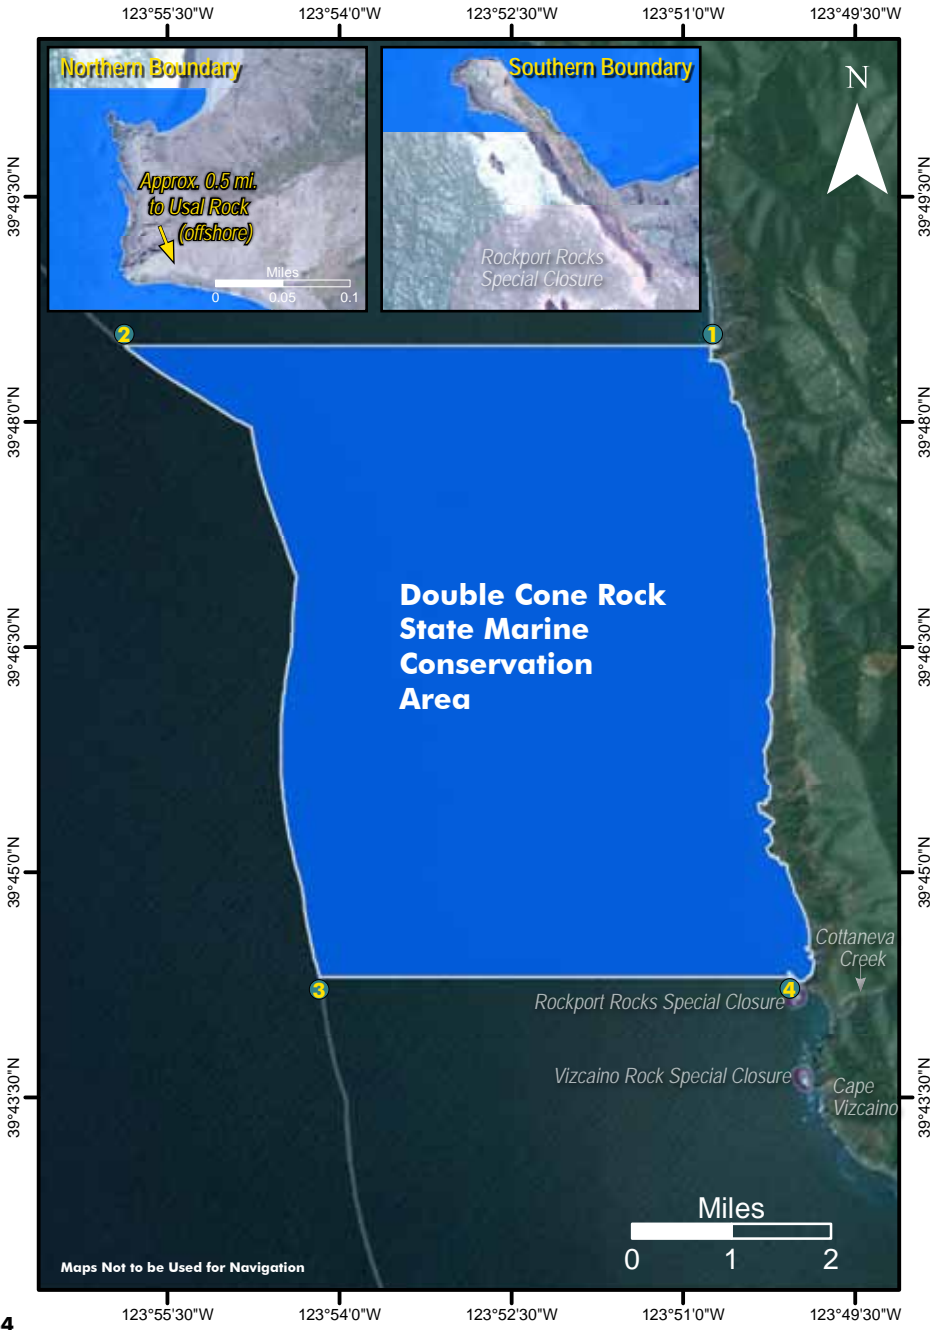 123°55'30"W
123°54'0"W
123°52'30"W
123°51'0"W
123°49'30"W
Northern Boundary
Southern Boundary
N
39°49'30"N
39°49'30"N
Approx. 0.5 mi.
to Usal Rock
(offshore)
Miles
0
0.05
0.1
Rockport Rocks
Special Closure
2
1
39°48'0"N
39°48'0"N
Double Cone Rock
State Marine
Conservation
Area
39°46'30"N
39°46'30"N
39°45'0"N
39°45'0"N
Cottaneva
Creek
3
4
Rockport Rocks Special Closure
Vizcaino Rock Special Closure
Cape
Vizcaino
39°43'30"N
39°43'30"N
Miles
0
1
2
Maps Not to be Used for Navigation
123°55'30"W
123°54'0"W
123°52'30"W
123°51'0"W
123°49'30"W
4